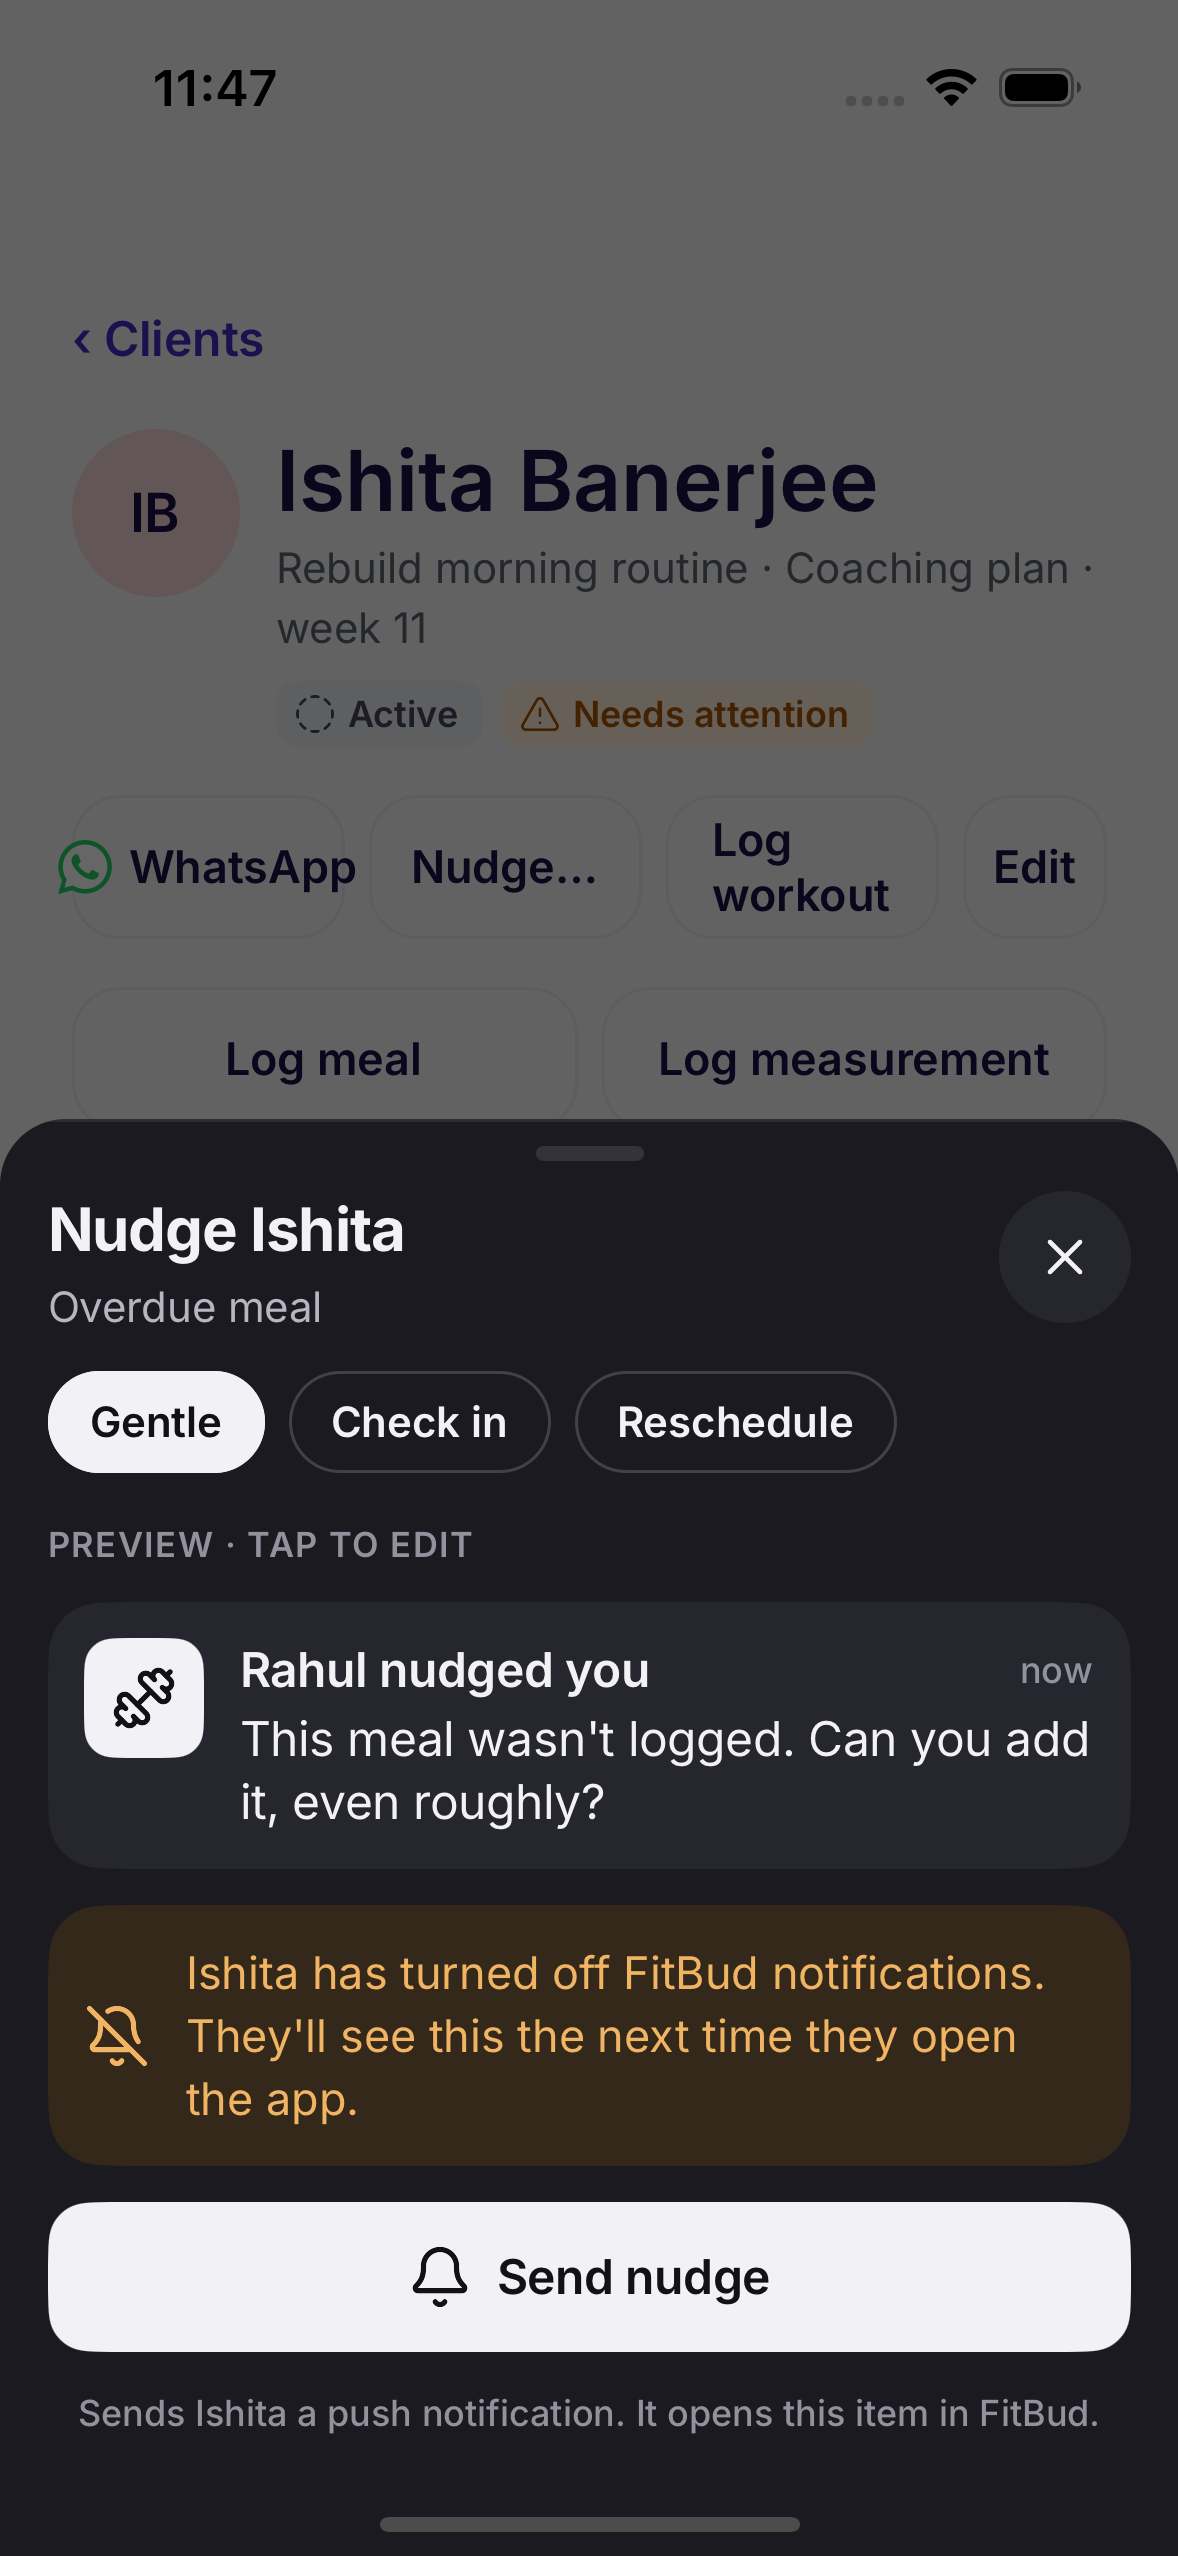 11:47
‹ Clients
IB
Ishita Banerjee
Rebuild morning routine · Coaching plan ·
week 11
Active
Needs attention
WhatsApp
Nudge...
Log
workout
Edit
Log meal
Log measurement
Nudge Ishita
Overdue meal
Gentle
Check in
Reschedule
PREVIEW · TAP TO EDIT
Rahul nudged you
now
This meal wasn't logged. Can you add
it, even roughly?
Ishita has turned off FitBud notifications.
They'll see this the next time they open
the app.
Send nudge
Sends Ishita a push notification. It opens this item in FitBud.